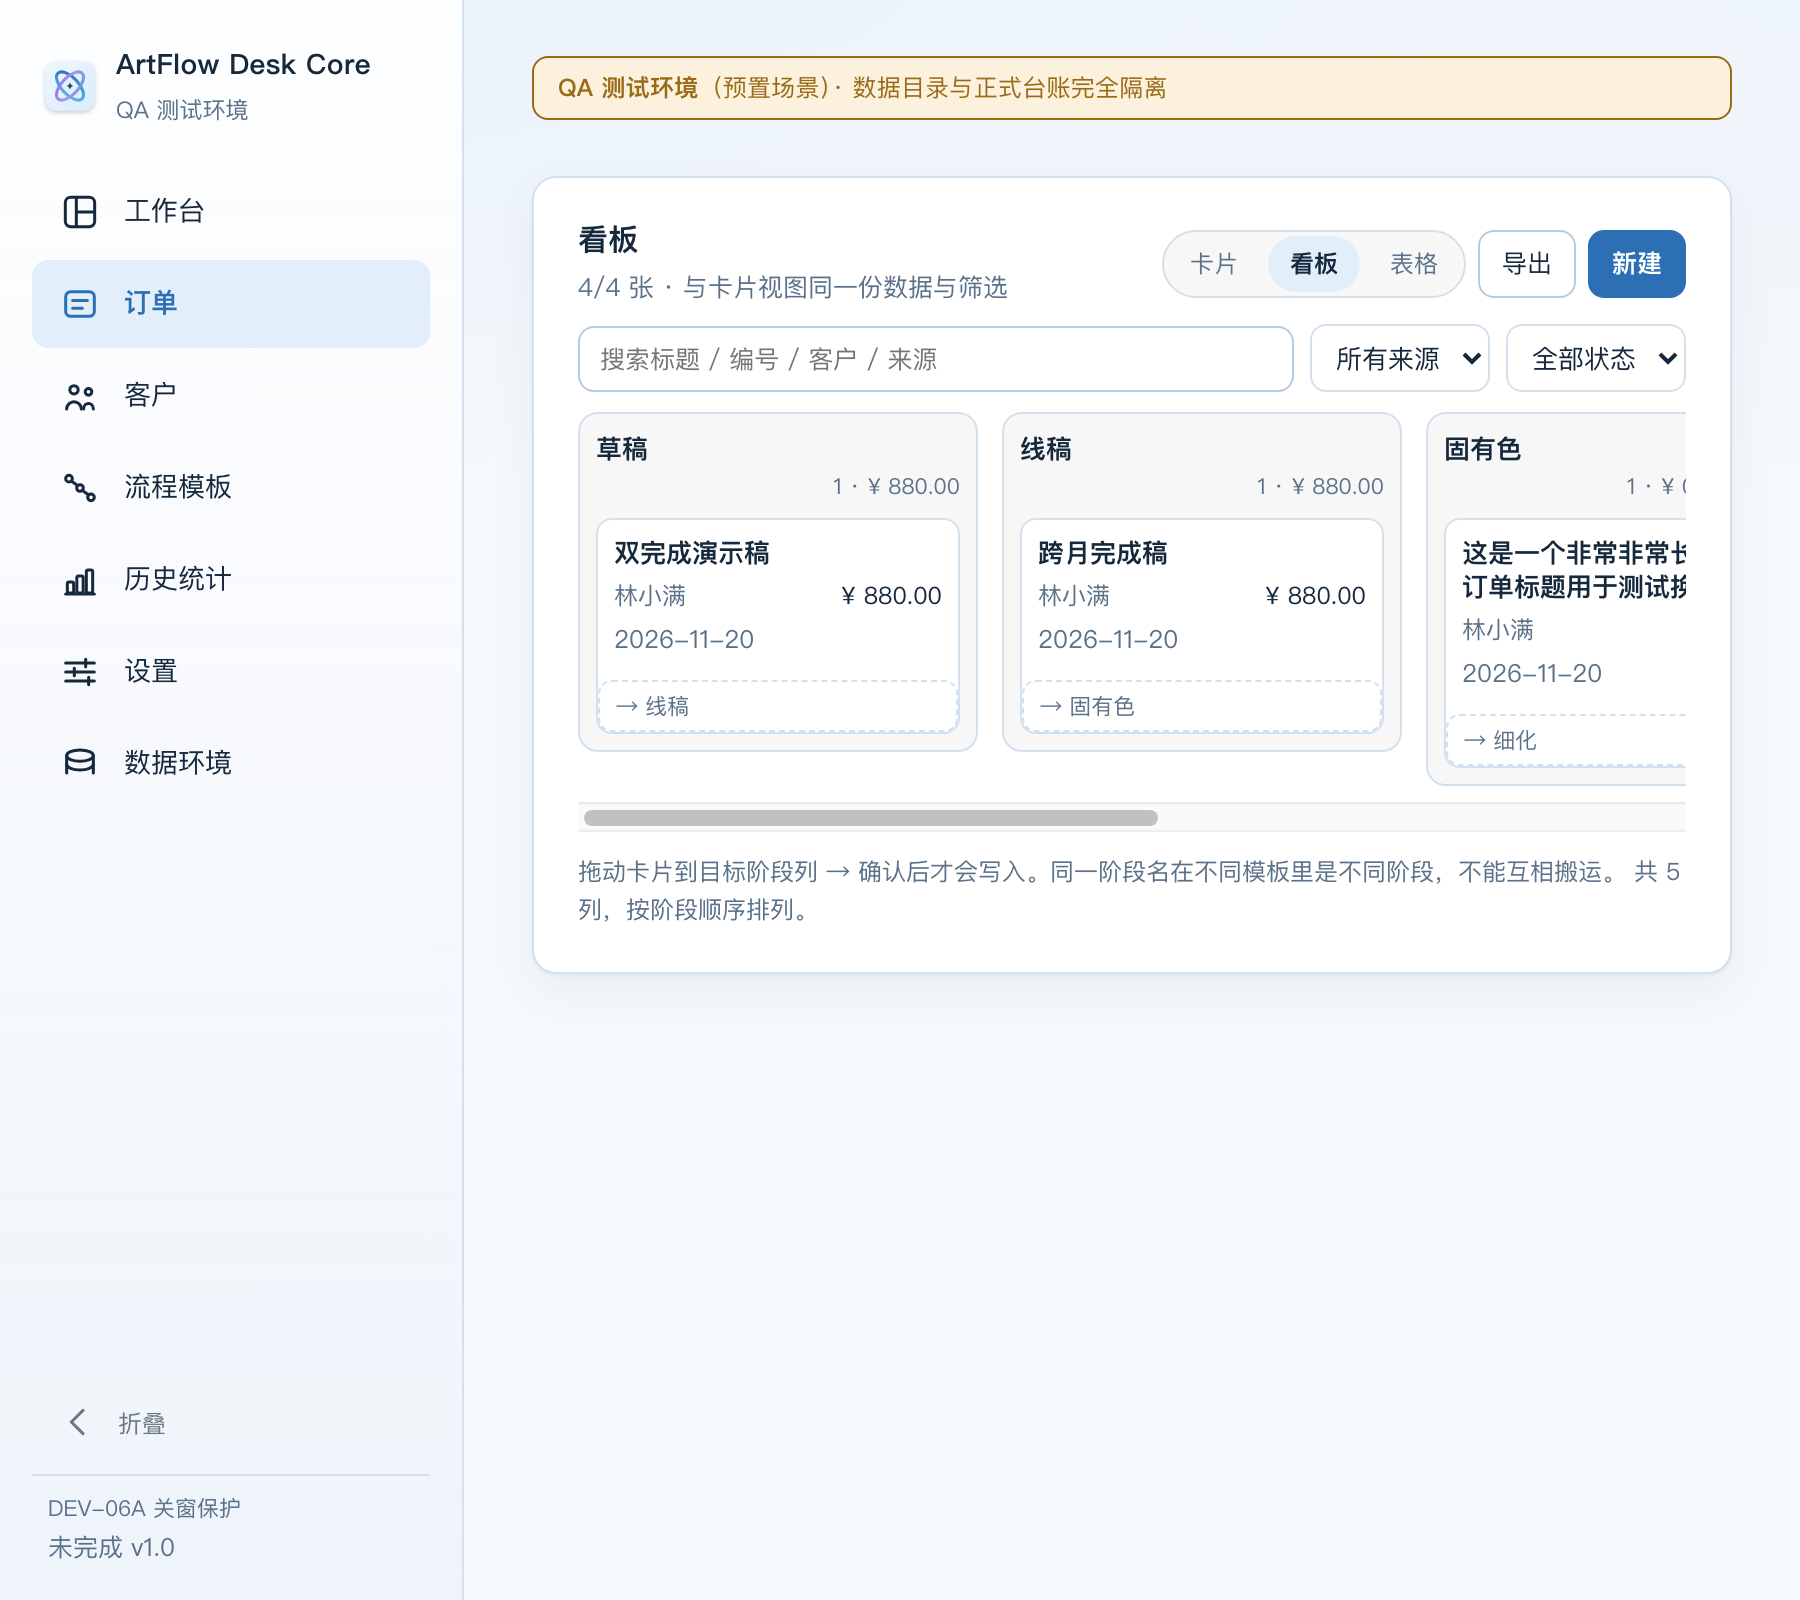 ArtFlow Desk Core
QA 测试环境
工作台
订单
客户
流程模板
历史统计
设置
数据环境
折叠
DEV-06A 关窗保护
未完成 v1.0
QA 测试环境（预置场景）· 数据目录与正式台账完全隔离
看板
4/4 张 · 与卡片视图同一份数据与筛选
卡片
看板
表格
导出
新建
搜索标题 / 编号 / 客户 / 来源
所有来源
全部状态
草稿
1 · ¥ 880.00
双完成演示稿
林小满 ¥ 880.00
2026-11-20
→ 线稿
线稿
1 · ¥ 880.00
跨月完成稿
林小满 ¥ 880.00
2026-11-20
→ 固有色
固有色
1 · ¥
这是一个非常非常长
订单标题用于测试
林小满
2026-11-20
→ 细化
拖动卡片到目标阶段列 → 确认后才会写入。同一阶段名在不同模板里是不同阶段，不能互相搬运。 共 5
列，按阶段顺序排列。